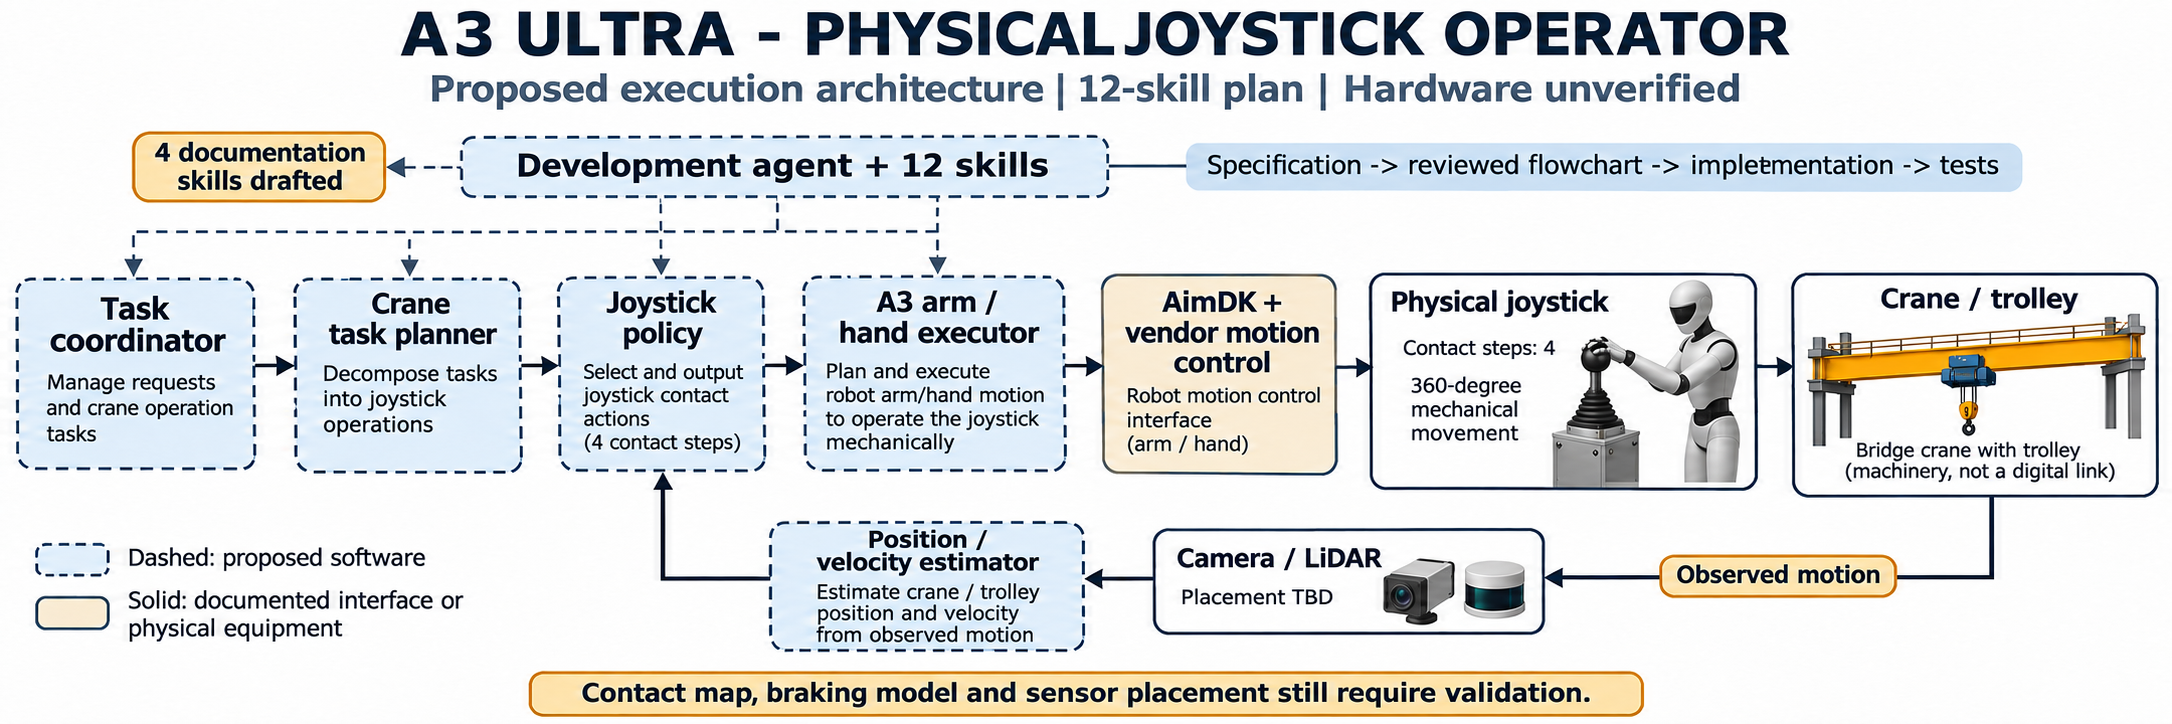 A3 ULTRA - PHYSICAL JOYSTICK OPERATOR
Proposed execution architecture | 12-skill plan | Hardware unverified
4 documentation
skills drafted
Development agent + 12 skills
Specification -> reviewed flowchart -> impletmentation -> tests
Task
coordinator
Manage requests
and crane operation
tasks
Crane
task planner
Decompose tasks
into joystick
operations
Joystick
policy
Select and output
joystick contact
actions
(4 contact steps)
A3 arm /
hand executor
Plan and execute
robot arm/hand motion
to operate the joystick
mechanically
AimDK +
vendor motion
control
Robot motion control
interface
(arm / hand)
Physical joystick
Contact steps: 4
360-degree
mechanical
movement
Crane / trolley
9
Bridge crane with trolley
(machinery, not a digital link)
Dashed: proposed software
Solid: documented interface or
physical equipment
Position /
velocity estimator
Estimate crane / trolley
position and velocity
from observed motion
Camera / LiDAR
Placement TBD
Observed motion
Contact map, braking model and sensor placement still require validation.